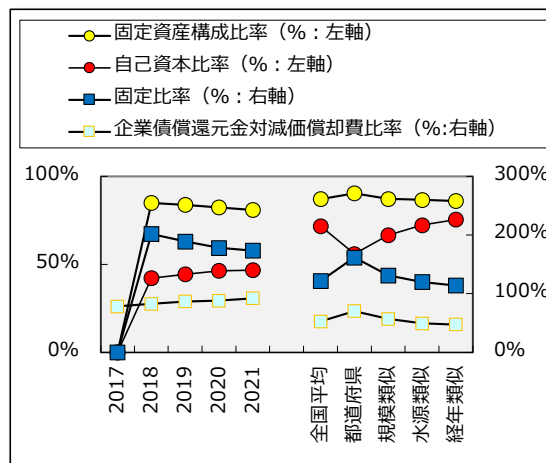 固定資産構成比率（%：左軸）
自己資本比率（%：左軸）
固定比率（%：右軸）
企業債償還元金対減価償却費比率（%:右軸）
100%
50%
0%
300%
200%
100%
0%
2017
2018
2019
2020
2021
全国平均
都道府県
規模類似
水源類似
経年類似